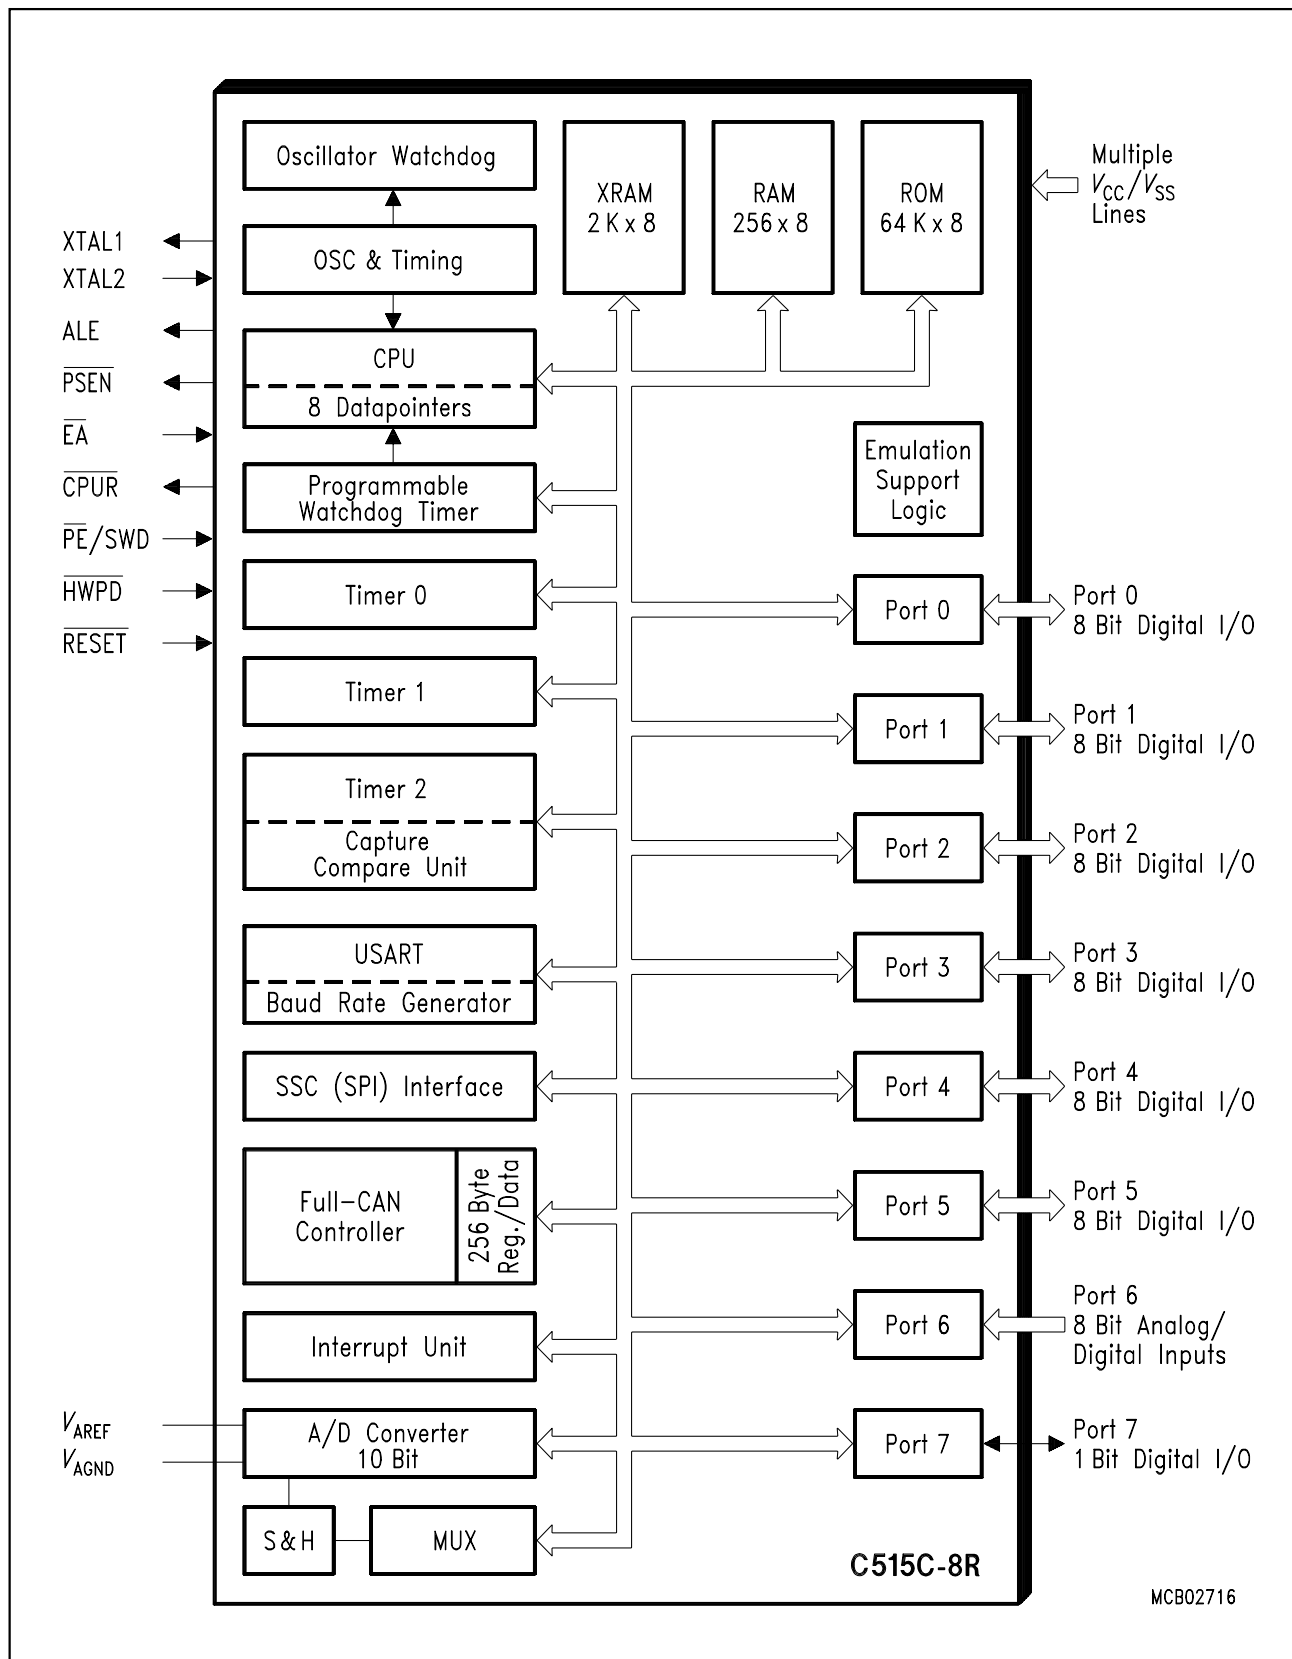 Oscillator Watchdog
OSC & Timing
CPU
8 Datapointers
Programmable
Watchdog Timer
Timer 0
Timer 1
Timer 2
Capture
Compare Unit
USART
Baud Rate Generator
SSC (SPI) Interface
Full-CAN
Controller
256 Byte
Reg./Data
Interrupt Unit
A/D Converter
10 Bit
S&H
MUX
XRAM
2 K x 8
RAM
256 x 8
ROM
64 K x 8
Emulation
Support
Logic
Port 0
Port 1
Port 2
Port 3
Port 4
Port 5
Port 6
Port 7
C515C-8R
XTAL1
XTAL2
ALE
P̅S̅E̅N̅
E̅A̅
C̅P̅U̅R̅
P̅E̅/SWD
H̅W̅P̅D̅
R̅E̅S̅E̅T̅
VAREF
VAGND
Multiple
VCC/VSS
Lines
Port 0
8 Bit Digital I/O
Port 1
8 Bit Digital I/O
Port 2
8 Bit Digital I/O
Port 3
8 Bit Digital I/O
Port 4
8 Bit Digital I/O
Port 5
8 Bit Digital I/O
Port 6
8 Bit Analog/
Digital Inputs
Port 7
1 Bit Digital I/O
MCB02716